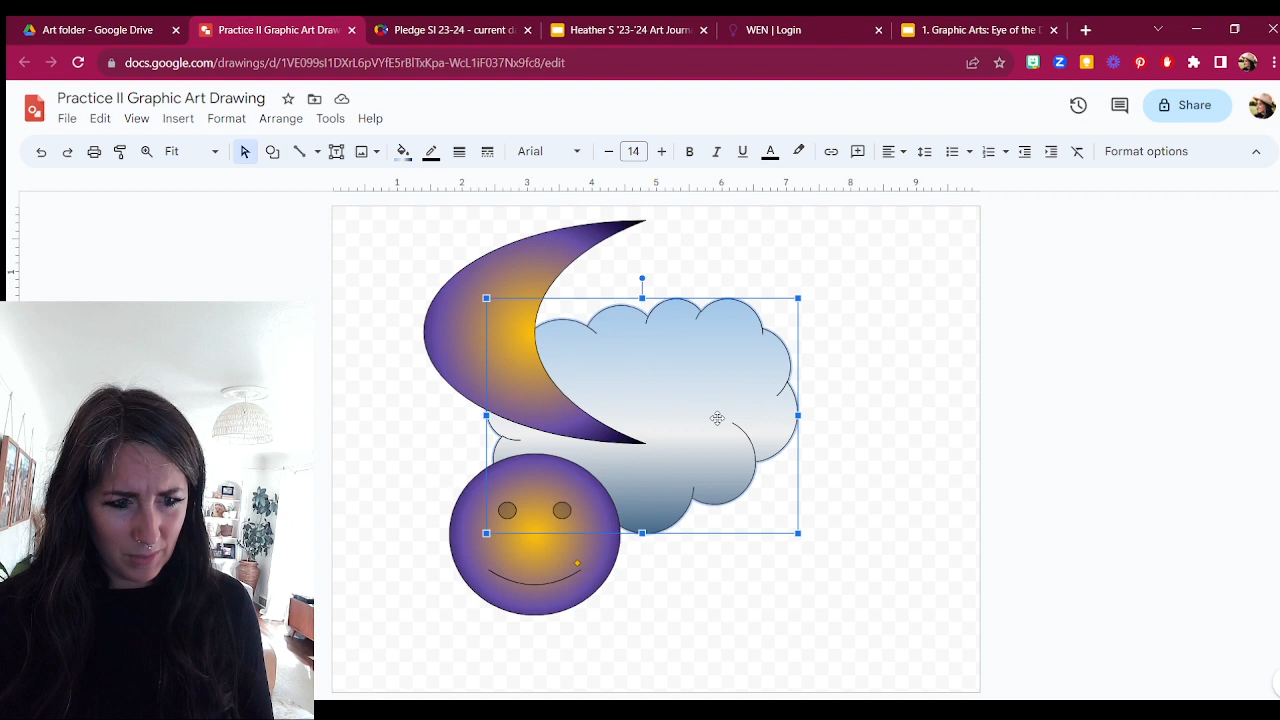 Art folder - Google Drive
Practice II Graphic Art Draw
Pledge SI 23-24 - current d
Heather S '23-'24 Art Journ
WEN | Login
1. Graphic Arts: Eye of the D
docs.google.com/drawings/d/1VE099sI1DXrL6pVYfE5rBlTxKpa-WcL1iF037Nx9fc8/edit
Practice II Graphic Art Drawing
File Edit View Insert Format Arrange Tools Help
Share
Fit
Arial
14
B I U A
Format options
1 2 3 4 5 6 7 8 9
1